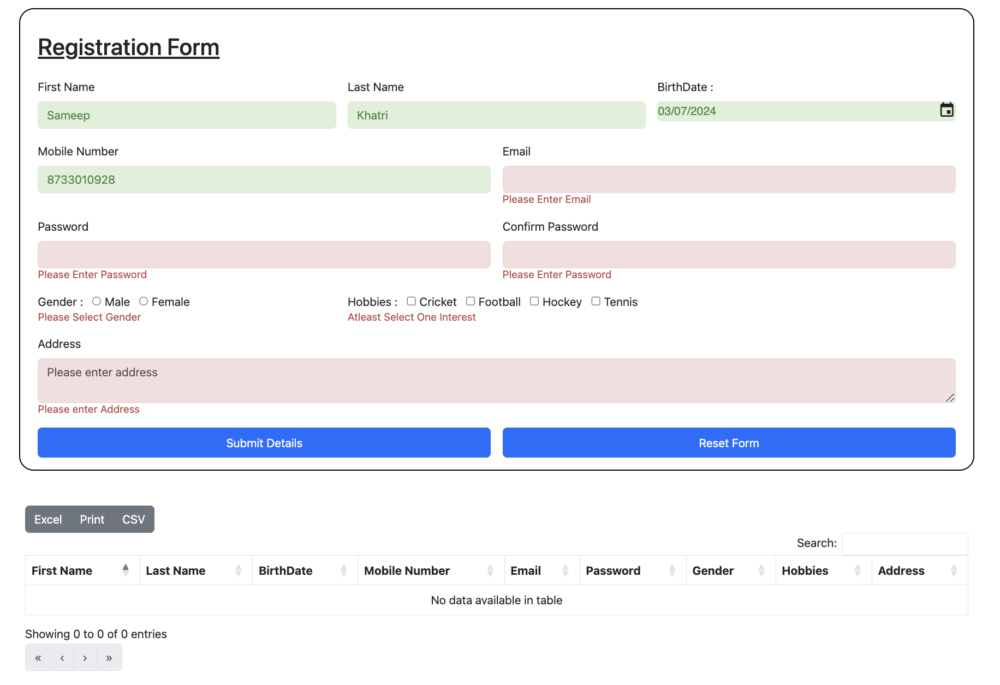 Registration Form
First Name
Last Name
BirthDate :
Sameep
Khatri
03/07/2024
Mobile Number
Email
8733010928
Please Enter Email
Password
Confirm Password
Please Enter Password
Please Enter Password
Gender : Male Female
Hobbies : Cricket Football Hockey Tennis
Please Select Gender
Atleast Select One Interest
Address
Please enter address
Please enter Address
Submit Details
Reset Form
Excel Print CSV
Search:
First Name Last Name BirthDate Mobile Number Email Password Gender Hobbies Address
No data available in table
Showing 0 to 0 of 0 entries
« ‹ › »